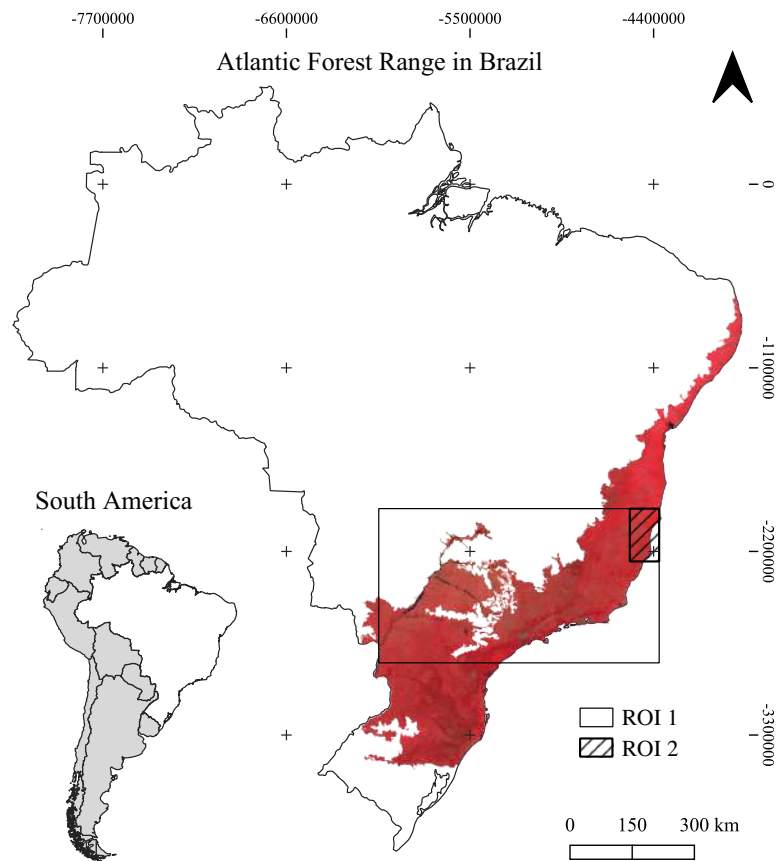 -7700000 -6600000 -5500000 -4400000
Atlantic Forest Range in Brazil
0
-1100000
South America
-2200000
-3300000
ROI 1
ROI 2
0 150 300 km